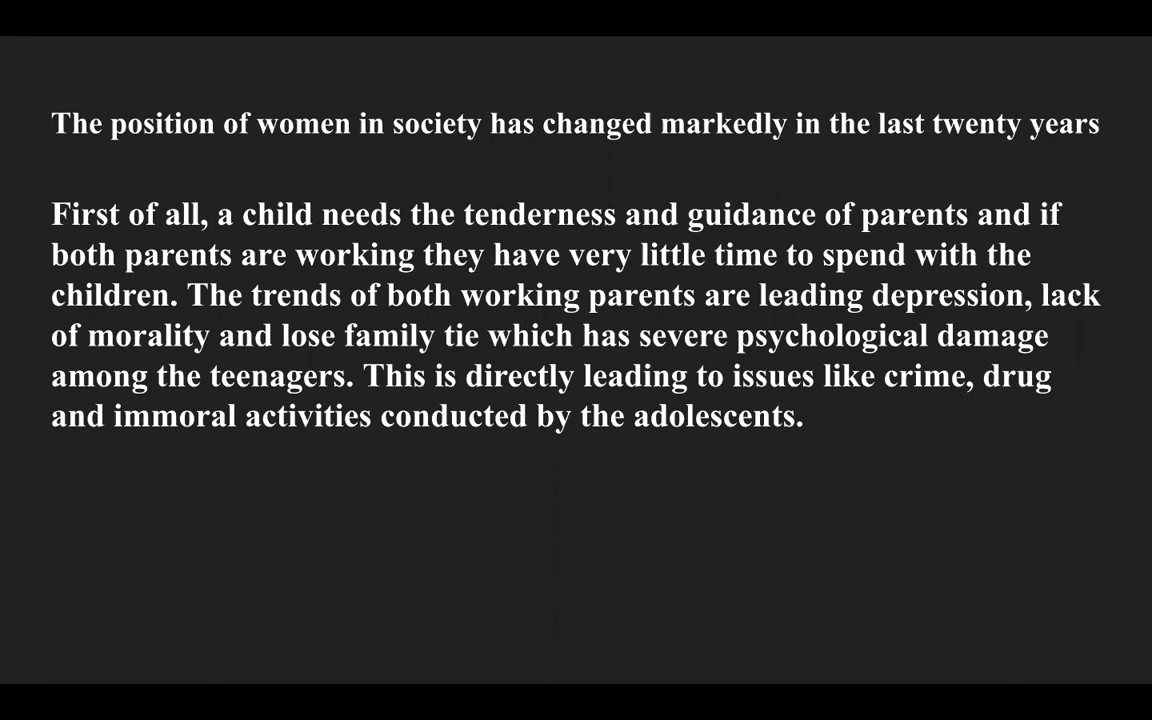 The position of women in society has changed markedly in the last twenty years
First of all, a child needs the tenderness and guidance of parents and if
both parents are working they have very little time to spend with the
children. The trends of both working parents are leading depression, lack
of morality and lose family tie which has severe psychological damage
among the teenagers. This is directly leading to issues like crime, drug
and immoral activities conducted by the adolescents.